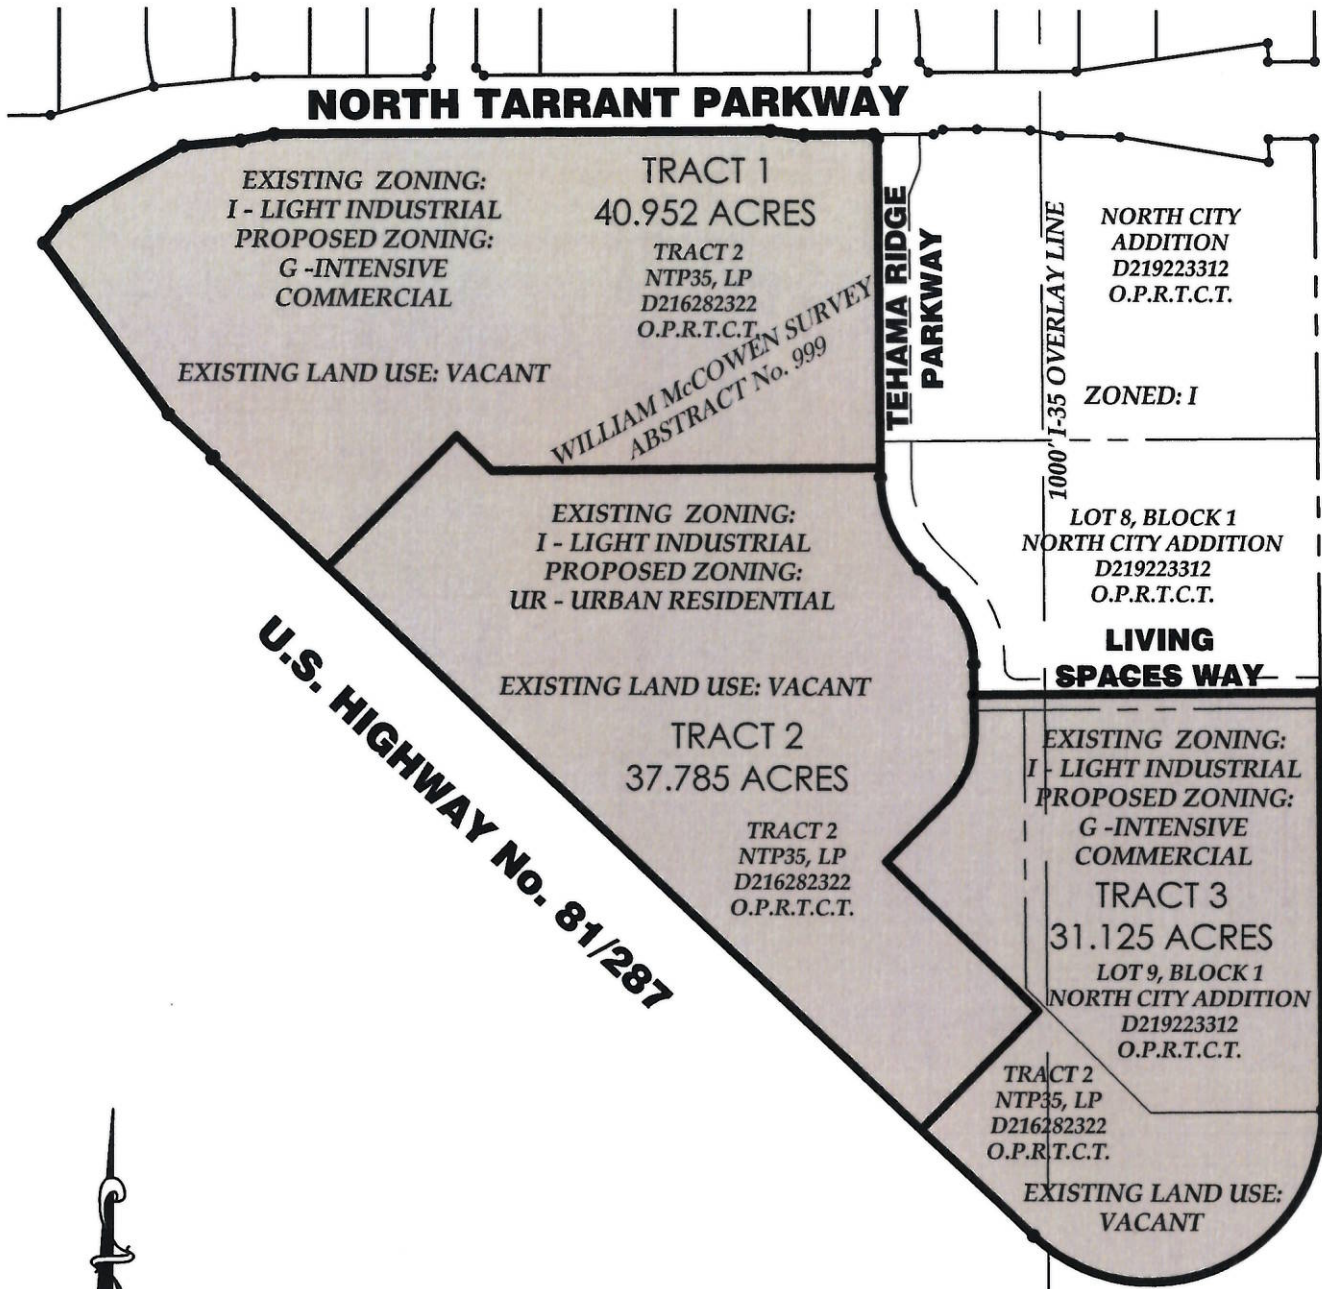 NORTH TARRANT PARKWAY
EXISTING ZONING:
I - LIGHT INDUSTRIAL
PROPOSED ZONING:
G -INTENSIVE
COMMERCIAL
EXISTING LAND USE: VACANT
TRACT 1
40.952 ACRES
TRACT 2
NTP35, LP
D216282322
O.P.R.T.C.T.
WILLIAM McCOWEN SURVEY
ABSTRACT No. 999
TEHAMA RIDGE
PARKWAY
1000' I-35 OVERLAY LINE
NORTH CITY
ADDITION
D219223312
O.P.R.T.C.T.
ZONED: I
LOT 8, BLOCK 1
NORTH CITY ADDITION
D219223312
O.P.R.T.C.T.
LIVING
SPACES WAY
EXISTING ZONING:
I - LIGHT INDUSTRIAL
PROPOSED ZONING:
UR - URBAN RESIDENTIAL
EXISTING LAND USE: VACANT
TRACT 2
37.785 ACRES
TRACT 2
NTP35, LP
D216282322
O.P.R.T.C.T.
U.S. HIGHWAY No. 81/287
EXISTING ZONING:
I - LIGHT INDUSTRIAL
PROPOSED ZONING:
G -INTENSIVE
COMMERCIAL
TRACT 3
31.125 ACRES
LOT 9, BLOCK 1
NORTH CITY ADDITION
D219223312
O.P.R.T.C.T.
TRACT 2
NTP35, LP
D216282322
O.P.R.T.C.T.
EXISTING LAND USE:
VACANT